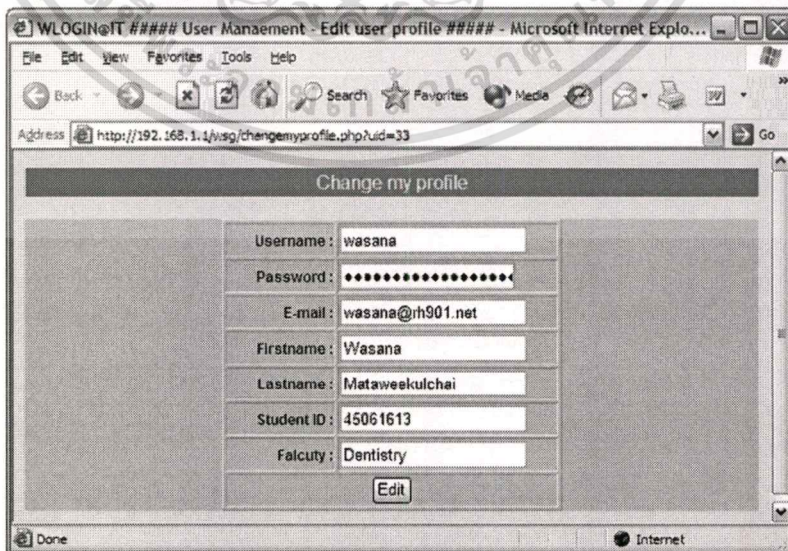 WLOGIN@IT ##### User Manaement - Edit user profile ##### - Microsoft Internet Explo...
File Edit View Favorites Tools Help
Back Search Favorites Media
Address http://192.168.1.1/wsg/changemyprofile.php?uid=33 Go
Change my profile
Username : wasana
Password :
E-mail : wasana@rh901.net
Firstname : Wasana
Lastname : Mataweekulchai
Student ID : 45061613
Falcuty : Dentistry
Edit
Done Internet